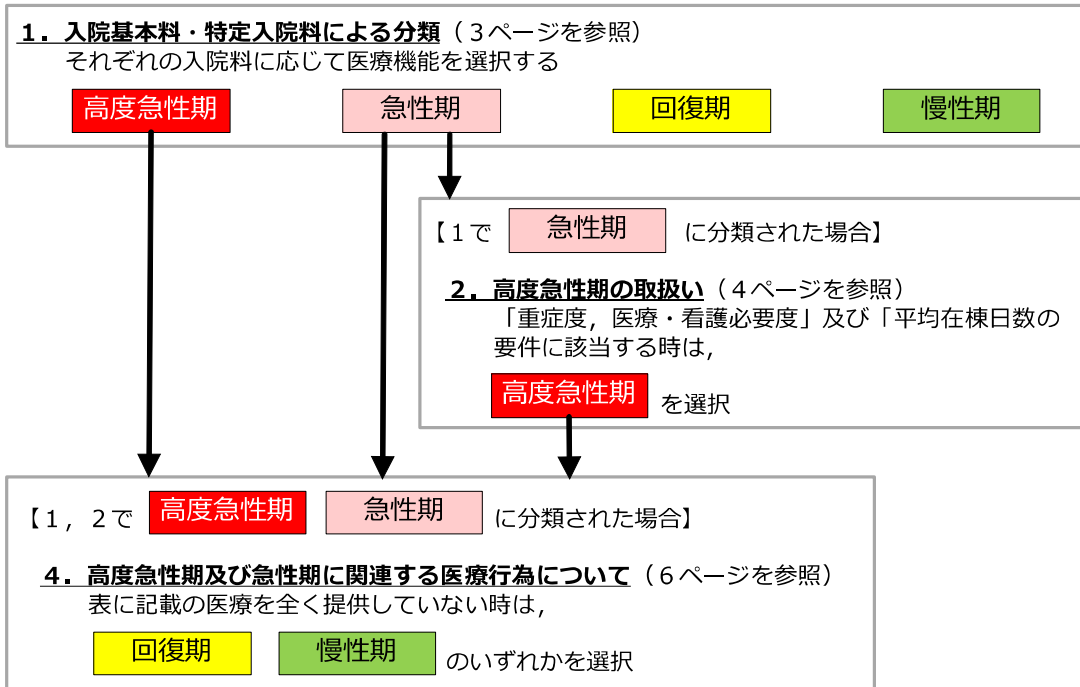 1．入院基本料・特定入院料による分類（３ページを参照）
それぞれの入院料に応じて医療機能を選択する
高度急性期 急性期 回復期 慢性期
【１で 急性期 に分類された場合】
２．高度急性期の取扱い（４ページを参照）
「重症度，医療・看護必要度」及び「平均在棟日数の
要件に該当する時は，
高度急性期 を選択
【１，２で 高度急性期 急性期 に分類された場合】
４．高度急性期及び急性期に関連する医療行為について（６ページを参照）
表に記載の医療を全く提供していない時は，
回復期 慢性期 のいずれかを選択